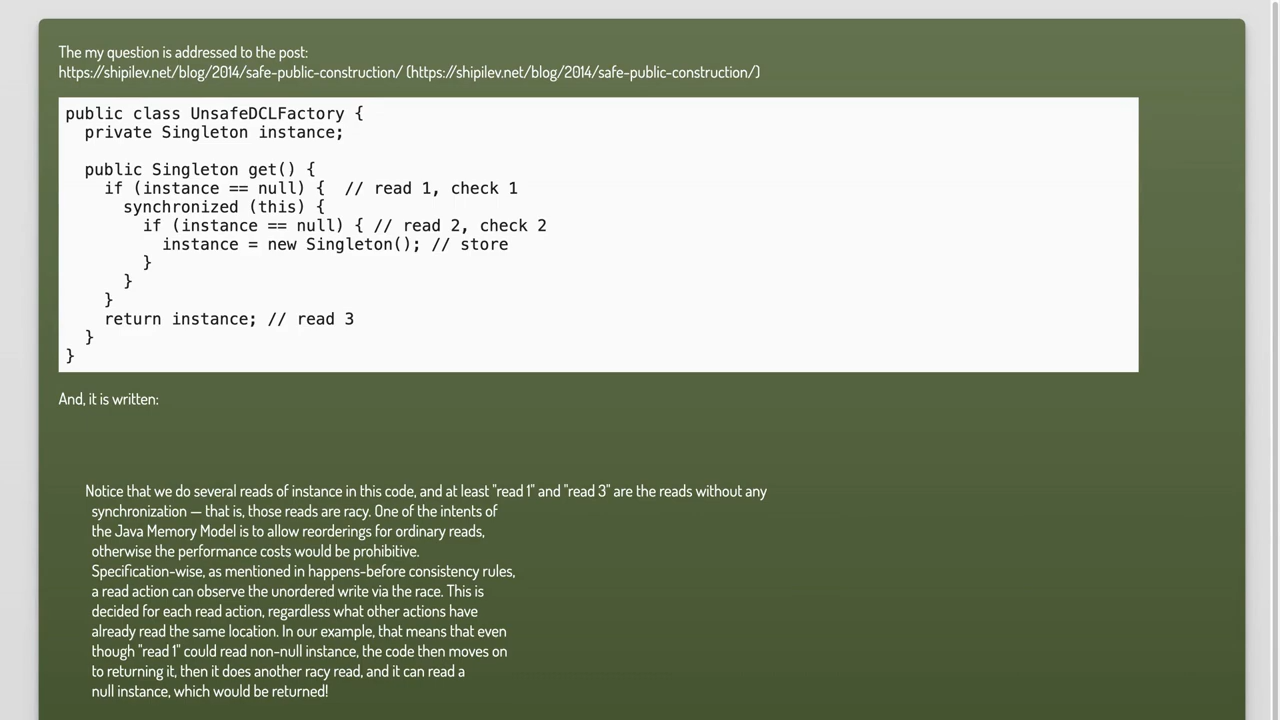 The my question is addressed to the post:
https://shipilev.net/blog/2014/safe-public-construction/ (https://shipilev.net/blog/2014/safe-public-construction/)
public class UnsafeDCLFactory {
  private Singleton instance;

  public Singleton get() {
    if (instance == null) {  // read 1, check 1
      synchronized (this) {
        if (instance == null) { // read 2, check 2
          instance = new Singleton(); // store
        }
      }
    }
    return instance; // read 3
  }
}
And, it is written:
Notice that we do several reads of instance in this code, and at least "read 1" and "read 3" are the reads without any
synchronization — that is, those reads are racy. One of the intents of
the Java Memory Model is to allow reorderings for ordinary reads,
otherwise the performance costs would be prohibitive.
Specification-wise, as mentioned in happens-before consistency rules,
a read action can observe the unordered write via the race. This is
decided for each read action, regardless what other actions have
already read the same location. In our example, that means that even
though "read 1" could read non-null instance, the code then moves on
to returning it, then it does another racy read, and it can read a
null instance, which would be returned!